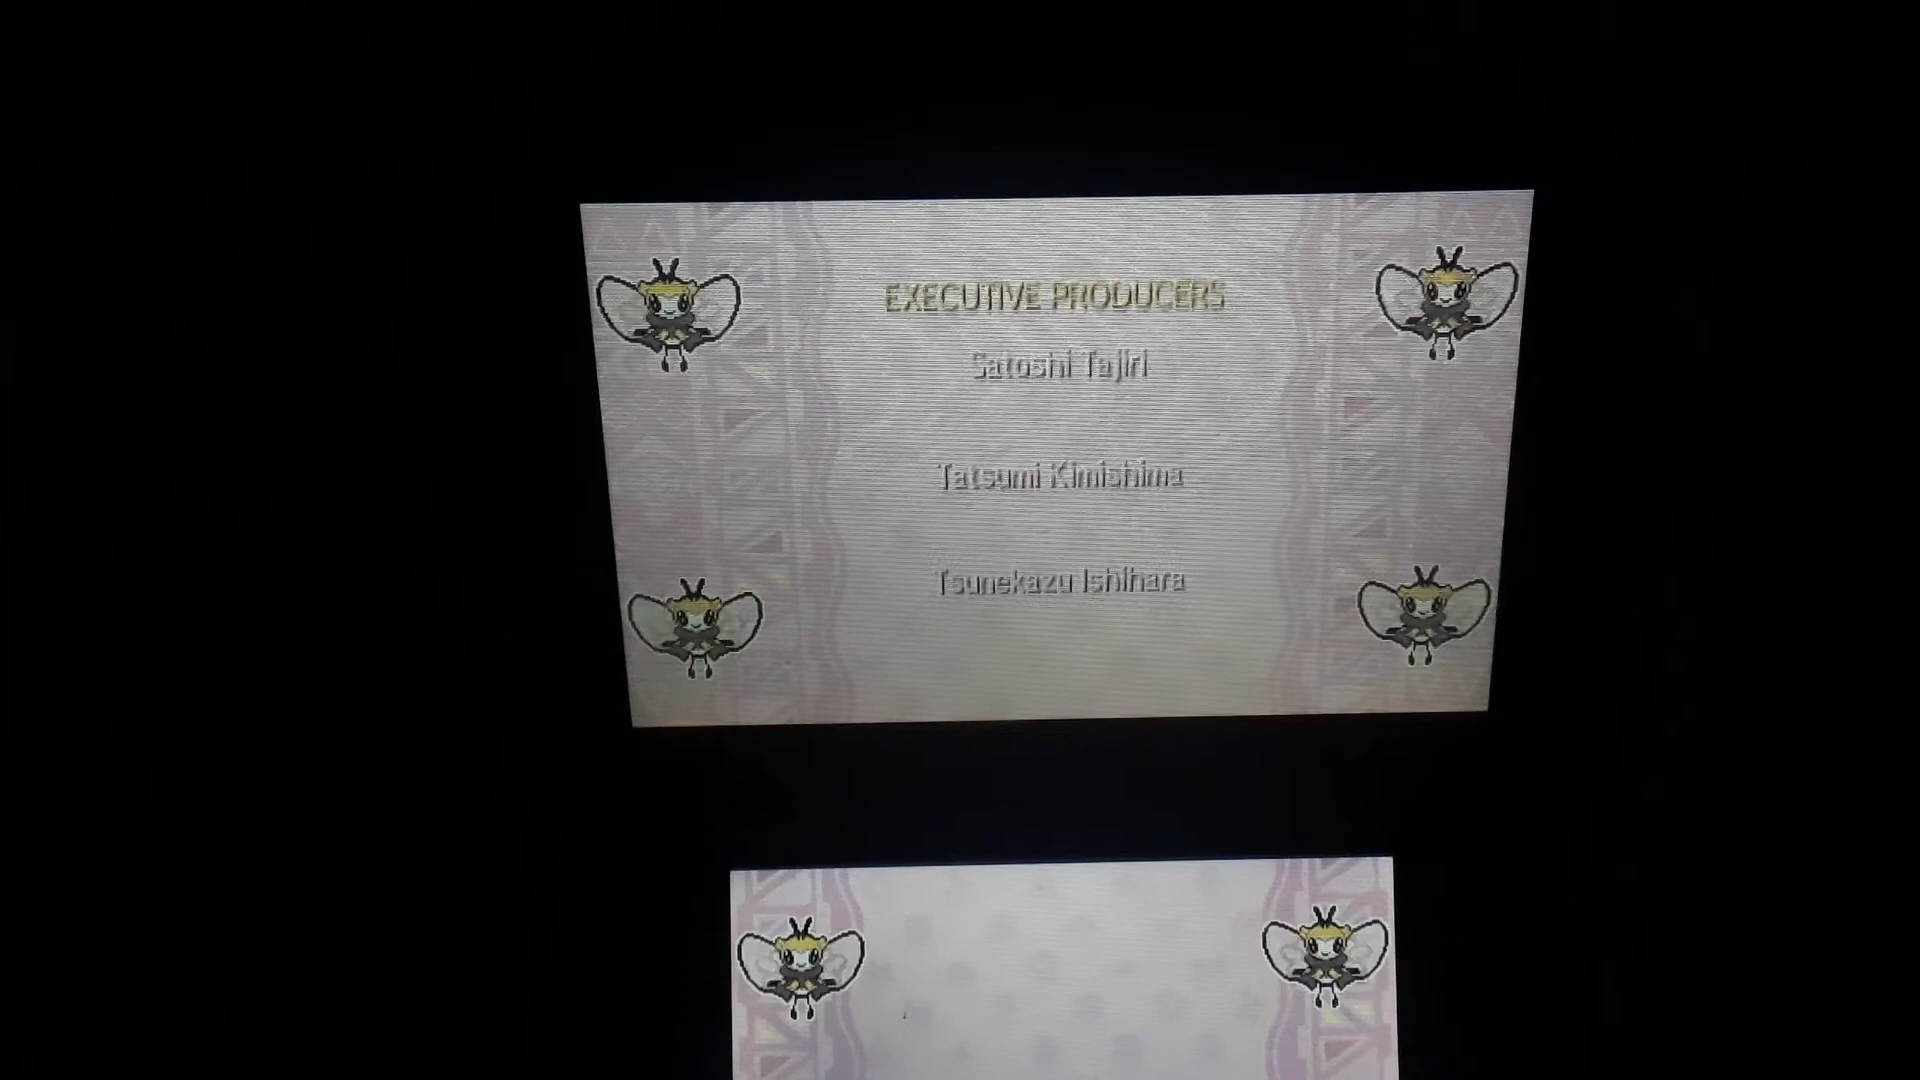 EXECUTIVE PRODUCERS
Satoshi Tajiri
Tatsumi Kimishima
Tsunekazu Ishihara